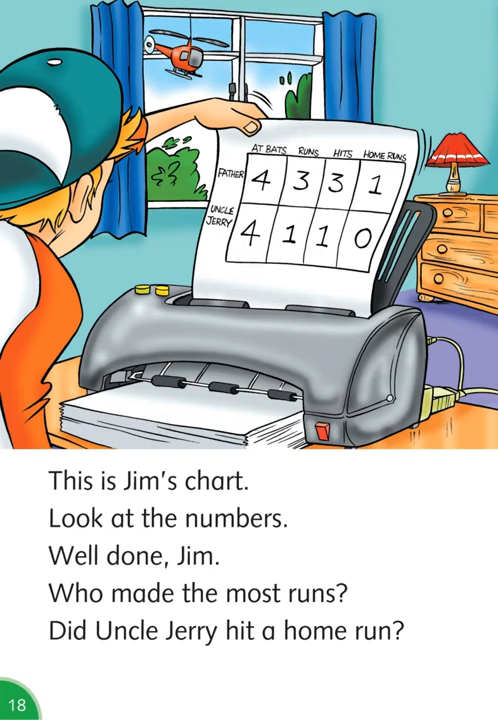 AT BATS RUNS HITS HOME RUNS
FATHER 4 3 3 1
UNCLE
JERRY 4 1 1 0
This is Jim's chart.
Look at the numbers.
Well done, Jim.
Who made the most runs?
Did Uncle Jerry hit a home run?
18